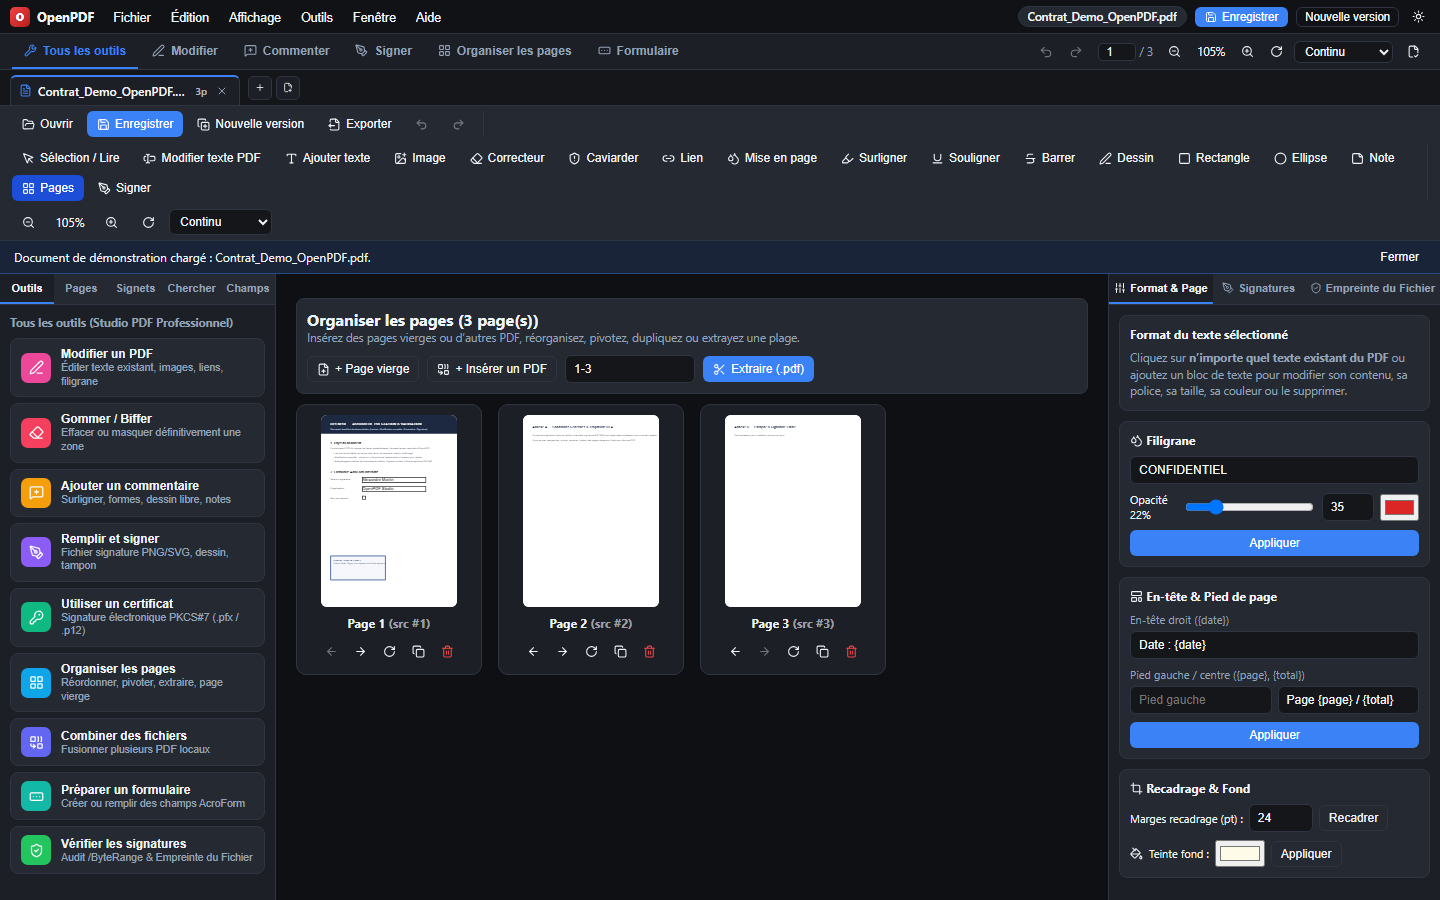 OpenPDF Fichier Édition Affichage Outils Fenêtre Aide Contrat_Demo_OpenPDF.pdf Enregistrer Nouvelle version
Tous les outils Modifier Commenter Signer Organiser les pages Formulaire 1 / 3 105% Continu
Contrat_Demo_OpenPDF.... 3p
Ouvrir Enregistrer Nouvelle version Exporter
Sélection / Lire Modifier texte PDF Ajouter texte Image Correcteur Caviarder Lien Mise en page Surligner Souligner Barrer Dessin Rectangle Ellipse Note
Pages Signer
105% Continu
Document de démonstration chargé : Contrat_Demo_OpenPDF.pdf. Fermer
Outils Pages Signets Chercher Champs
Tous les outils (Studio PDF Professionnel)
Modifier un PDF
Éditer texte existant, images, liens,
filigrane
Gommer / Biffer
Effacer ou masquer définitivement une
zone
Ajouter un commentaire
Surligner, formes, dessin libre, notes
Remplir et signer
Fichier signature PNG/SVG, dessin,
tampon
Utiliser un certificat
Signature électronique PKCS#7 (.pfx /
.p12)
Organiser les pages
Réordonner, pivoter, extraire, page
vierge
Combiner des fichiers
Fusionner plusieurs PDF locaux
Préparer un formulaire
Créer ou remplir des champs AcroForm
Vérifier les signatures
Audit /ByteRange & Empreinte du Fichier
Organiser les pages (3 page(s))
Insérez des pages vierges ou d'autres PDF, réorganisez, pivotez, dupliquez ou extrayez une plage.
+ Page vierge + Insérer un PDF 1-3 Extraire (.pdf)
Alexandre Martin
OpenPDF Studio
Page 1 (src #1)
Page 2 (src #2)
Page 3 (src #3)
Format & Page Signatures Empreinte du Fichier
Format du texte sélectionné
Cliquez sur n'importe quel texte existant du PDF ou
ajoutez un bloc de texte pour modifier son contenu, sa
police, sa taille, sa couleur ou le supprimer.
Filigrane
CONFIDENTIEL
Opacité
22%
35
Appliquer
En-tête & Pied de page
En-tête droit ({date})
Date : {date}
Pied gauche / centre ({page}, {total})
Pied gauche Page {page} / {total}
Appliquer
Recadrage & Fond
Marges recadrage (pt) : 24 Recadrer
Teinte fond : Appliquer